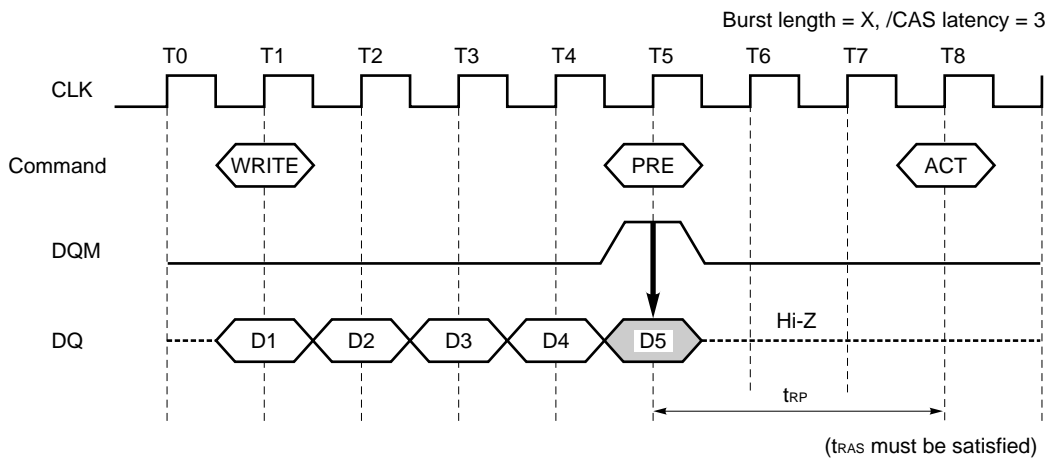 Burst length = X, /CAS latency = 3
T0 T1 T2 T3 T4 T5 T6 T7 T8
CLK
Command WRITE PRE ACT
DQM
DQ D1 D2 D3 D4 D5 Hi-Z
tRP
(tRAS must be satisfied)